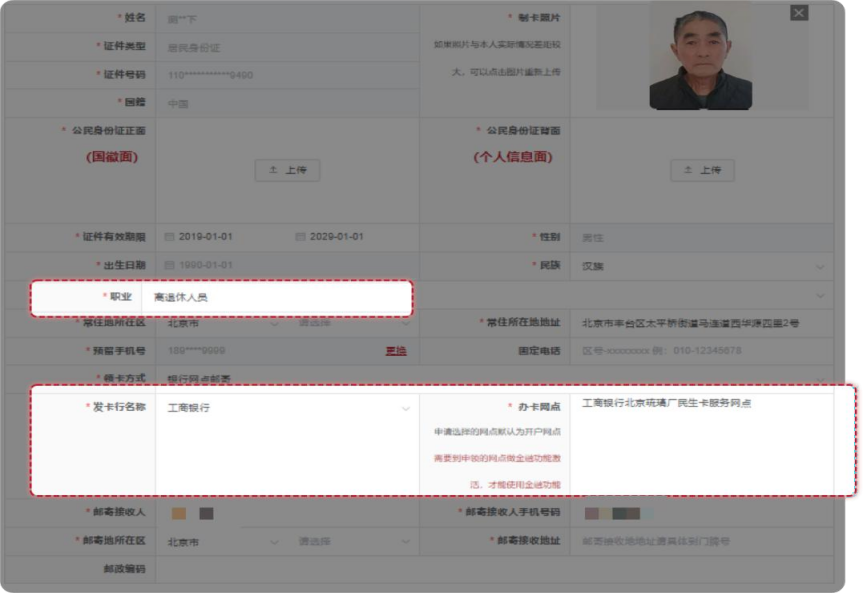 * 姓名 丽**下 * 制卡照片
* 证件类型 居民身份证 如果照片与本人实际情况差距较
* 证件号码 110***********9490 大，可以点击图片重新上传
* 国籍 中国
* 公民身份证正面 * 公民身份证背面
(国徽面) (个人信息面)
上传 上传
* 证件有效期限 2019-01-01 2029-01-01 * 性别 男性
* 出生日期 1990-01-01 * 民族 汉族
* 职业 离退休人员
* 常住地所在区 北京市 请选择 * 常住所在地地址 北京市丰台区太平桥街道马连道西华源四里2号
* 预留手机号 189****9999 更换 固定电话 区号-xxxxxxxx 例：010-12345678
* 领卡方式 银行网点邮寄
* 发卡行名称 工商银行 * 办卡网点 工商银行北京琉璃厂民生卡服务网点
申请选择的网点默认为开户网点
需要到申领的网点做金融功能激
活，才能使用金融功能
* 邮寄接收人 * 邮寄接收人手机号码
* 邮寄地所在区 北京市 请选择 * 邮寄接收地址 邮寄接收地地址请具体到门牌号
邮政编码